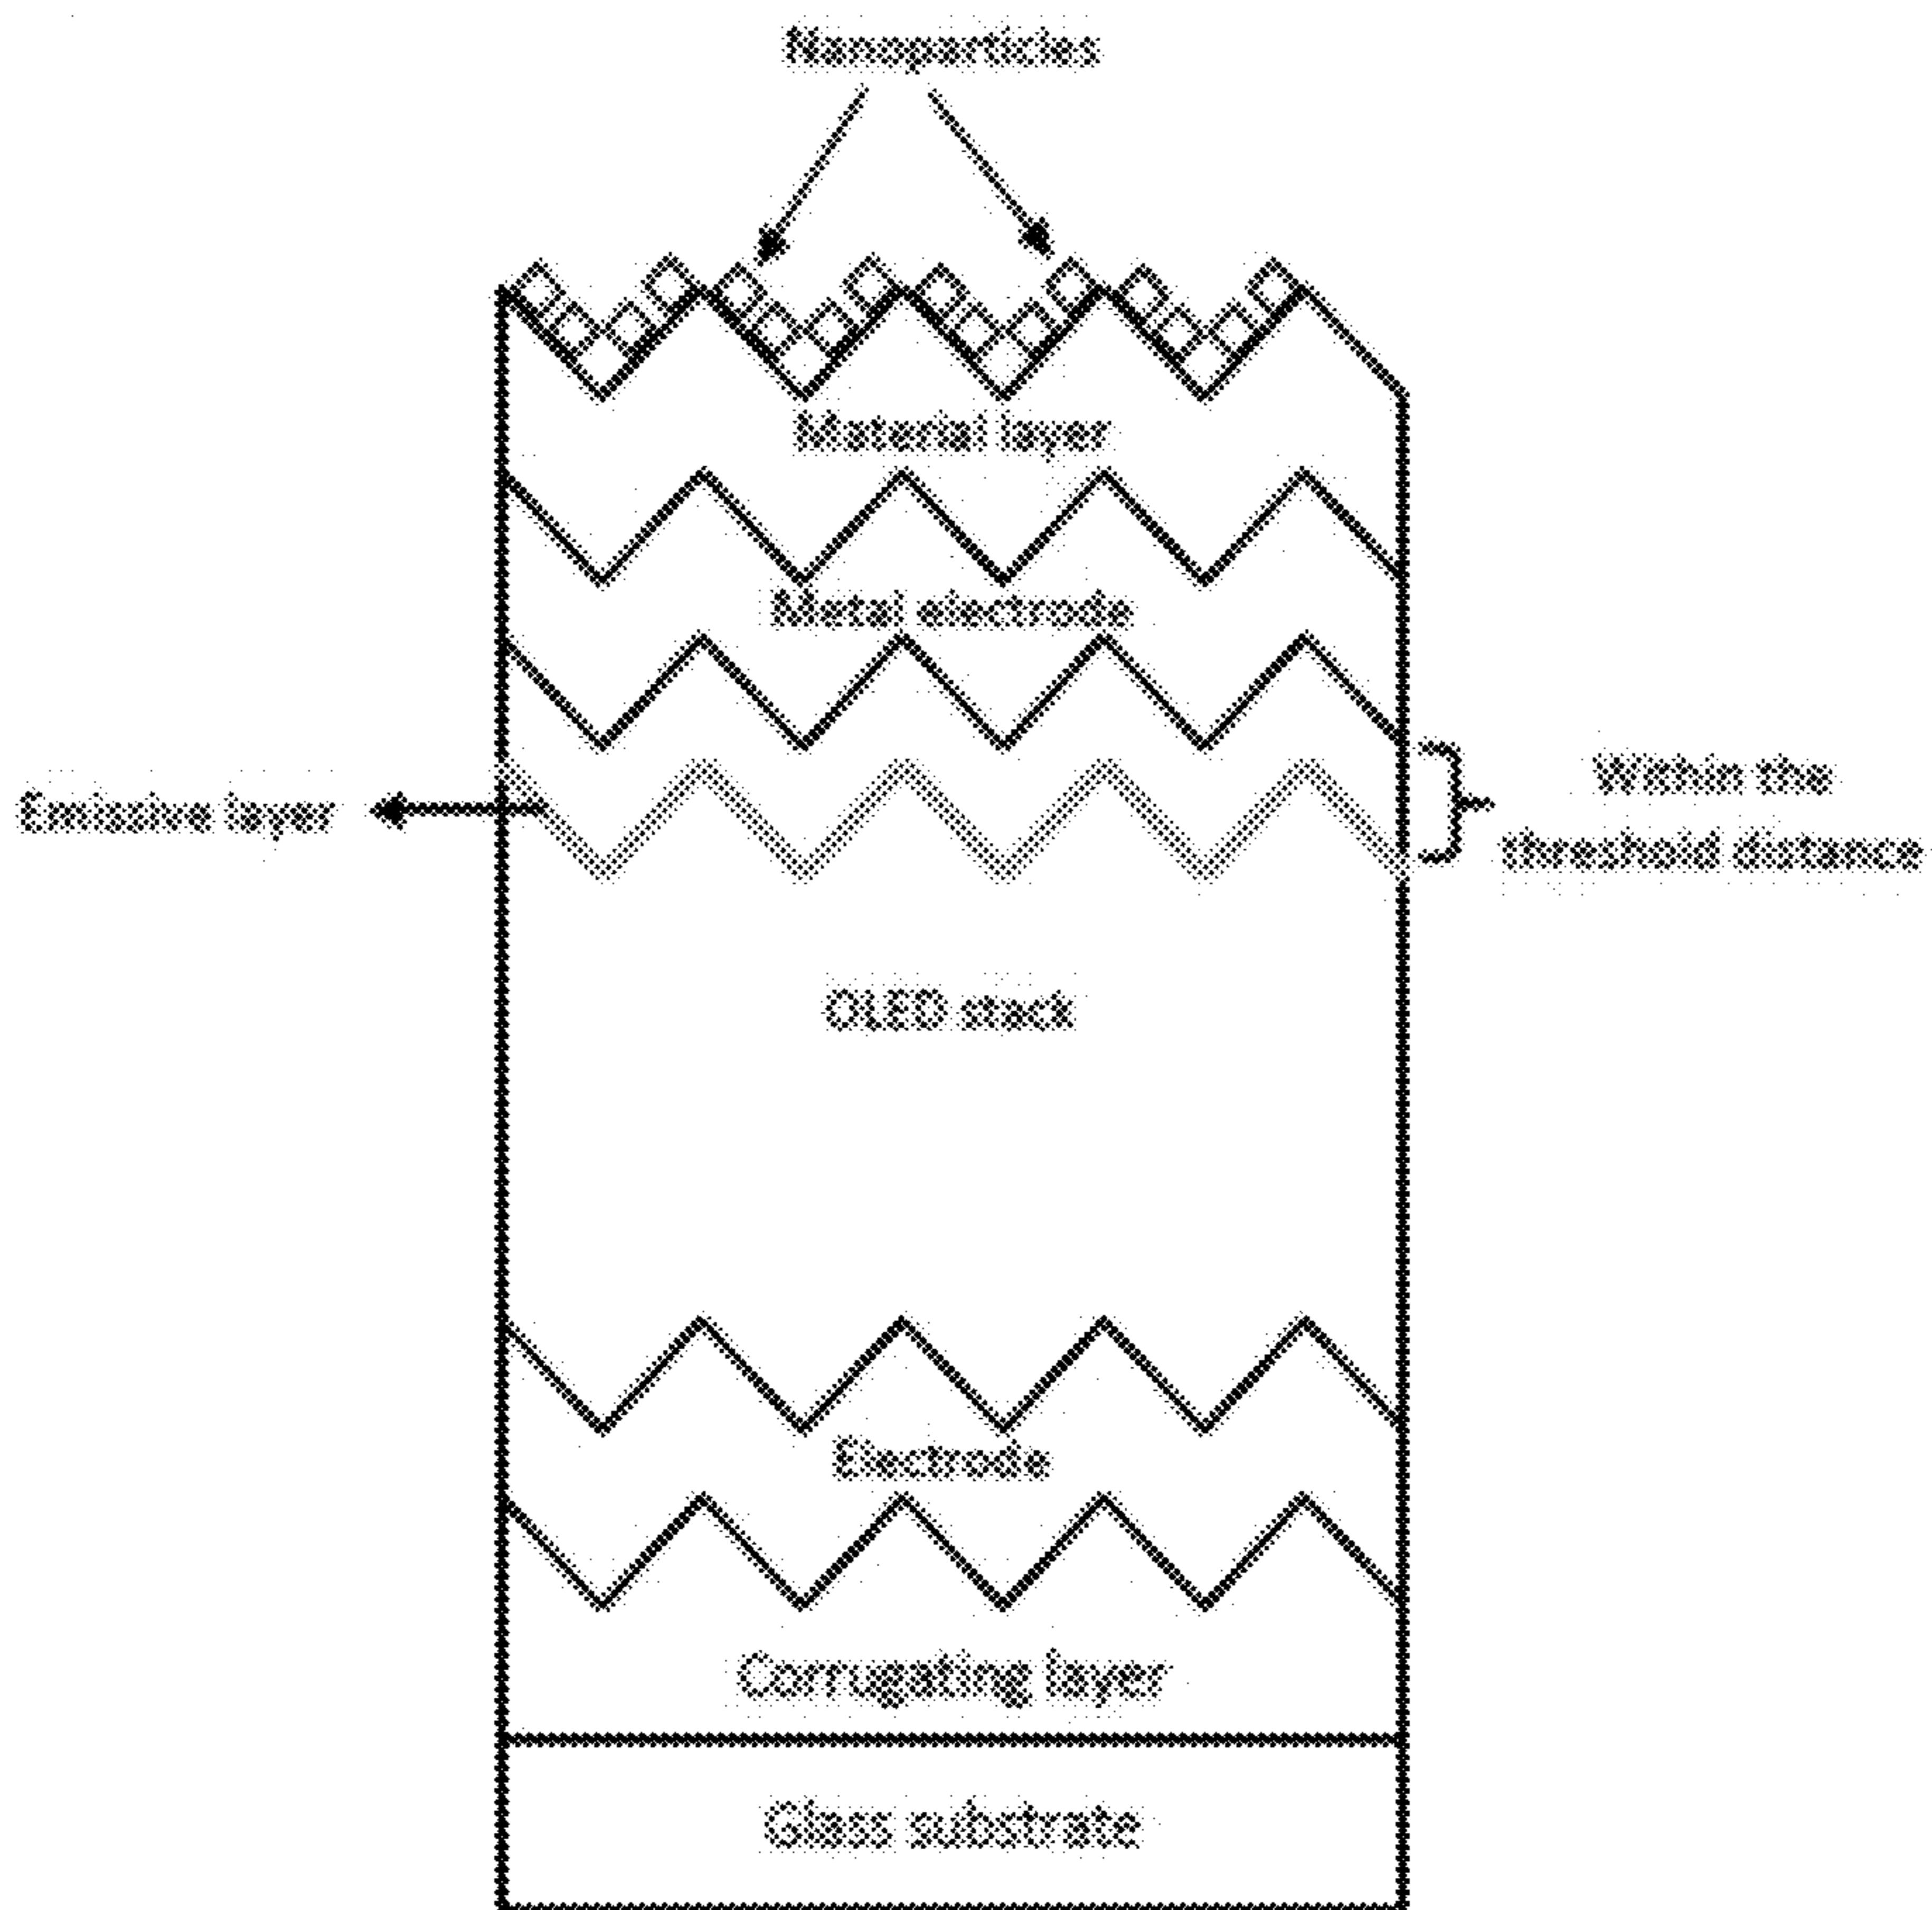 Nanoparticles
Material layer
Metal electrode
Within the
Emissive layer
threshold distance
OLED stack
Electrode
Corrugating layer
Glass substrate